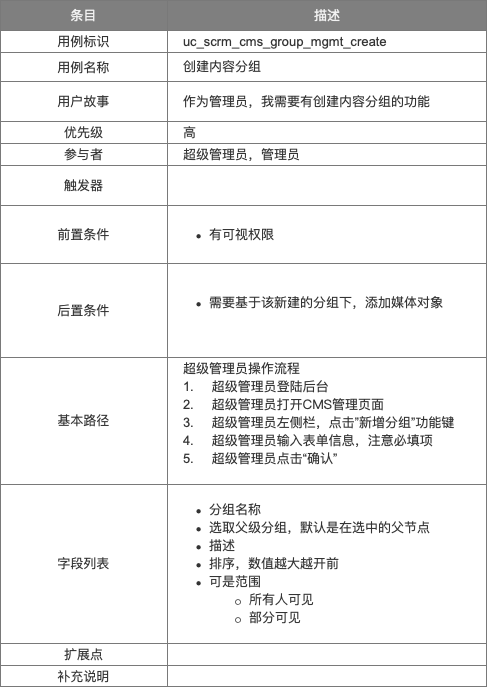 条目 描述
用例标识 uc_scrm_cms_group_mgmt_create
用例名称 创建内容分组
用户故事 作为管理员，我需要有创建内容分组的功能
优先级 高
参与者 超级管理员，管理员
触发器
前置条件 • 有可视权限
后置条件 • 需要基于该新建的分组下，添加媒体对象
基本路径
超级管理员操作流程
1. 超级管理员登陆后台
2. 超级管理员打开CMS管理页面
3. 超级管理员左侧栏，点击”新增分组”功能键
4. 超级管理员输入表单信息，注意必填项
5. 超级管理员点击“确认”
字段列表
• 分组名称
• 选取父级分组，默认是在选中的父节点
• 描述
• 排序，数值越大越开前
• 可是范围
○ 所有人可见
○ 部分可见
扩展点
补充说明